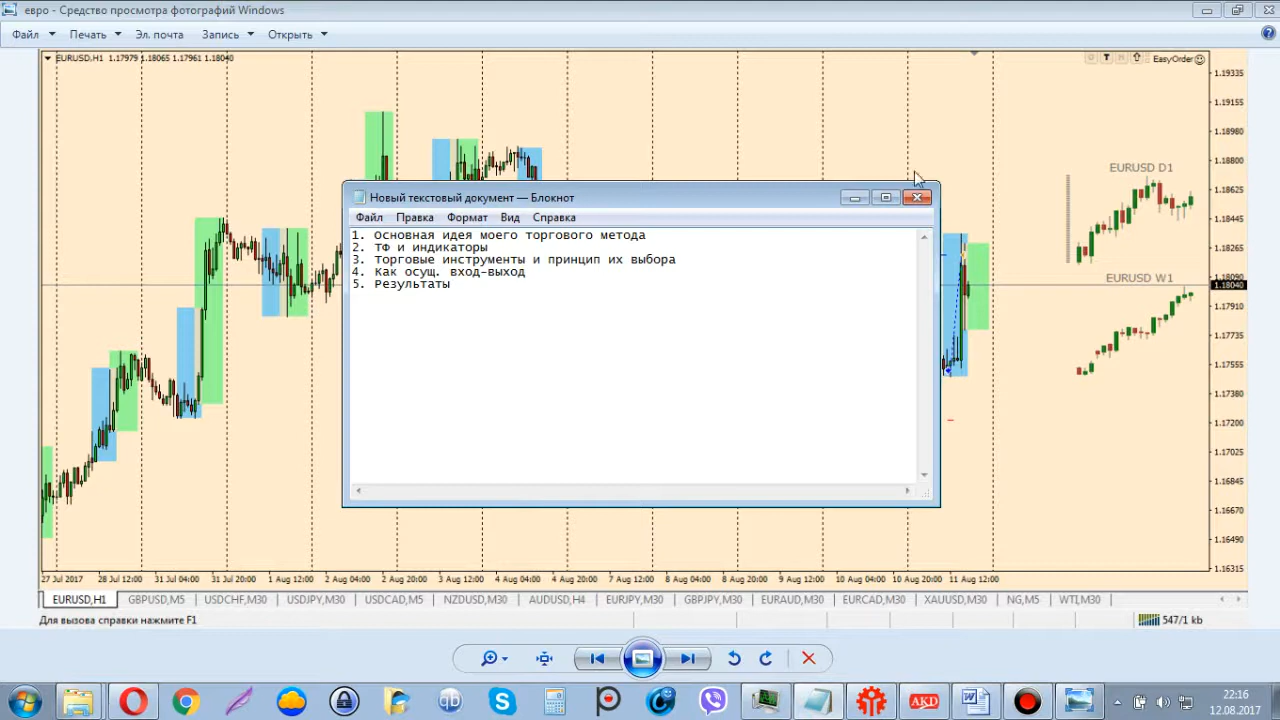 евро - Средство просмотра фотографий Windows
Файл Печать Эл. почта Запись Открыть
EURUSD,H1 1.17979 1.18065 1.17961 1.18040
EasyOrder
1.19335
1.19155
1.18980
1.18800
1.18625
1.18445
1.18265
1.18090
1.18040
1.17910
1.17735
1.17555
1.17380
1.17200
1.17025
1.16845
1.16670
1.16490
1.16315
EURUSD D1
EURUSD W1
Новый текстовый документ — Блокнот
Файл Правка Формат Вид Справка
1. Основная идея моего торгового метода
2. ТФ и индикаторы
3. Торговые инструменты и принцип их выбора
4. Как осущ. вход-выход
5. Результаты
27 Jul 2017 28 Jul 12:00 31 Jul 04:00 31 Jul 20:00 1 Aug 12:00 2 Aug 04:00 2 Aug 20:00 3 Aug 12:00 4 Aug 04:00 4 Aug 20:00 7 Aug 12:00 8 Aug 04:00 8 Aug 20:00 9 Aug 12:00 10 Aug 04:00 10 Aug 20:00 11 Aug 12:00
EURUSD,H1 GBPUSD,M5 USDCHF,M30 USDJPY,M30 USDCAD,M5 NZDUSD,M30 AUDUSD,H4 EURJPY,M30 GBPJPY,M30 EURAUD,M30 EURCAD,M30 XAUUSD,M30 NG,M5 WTI,M30
Для вызова справки нажмите F1
547/1 kb
AKD
22:16
12.08.2017